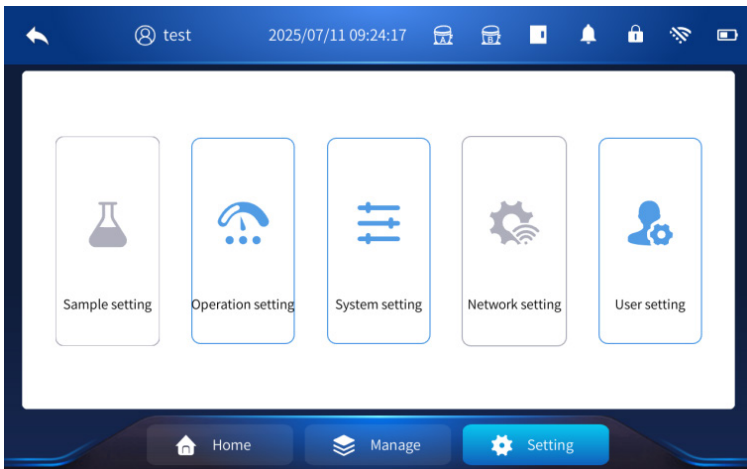 test
2025/07/11 09:24:17
A
B
Sample setting
Operation setting
System setting
Network setting
User setting
Home
Manage
Setting